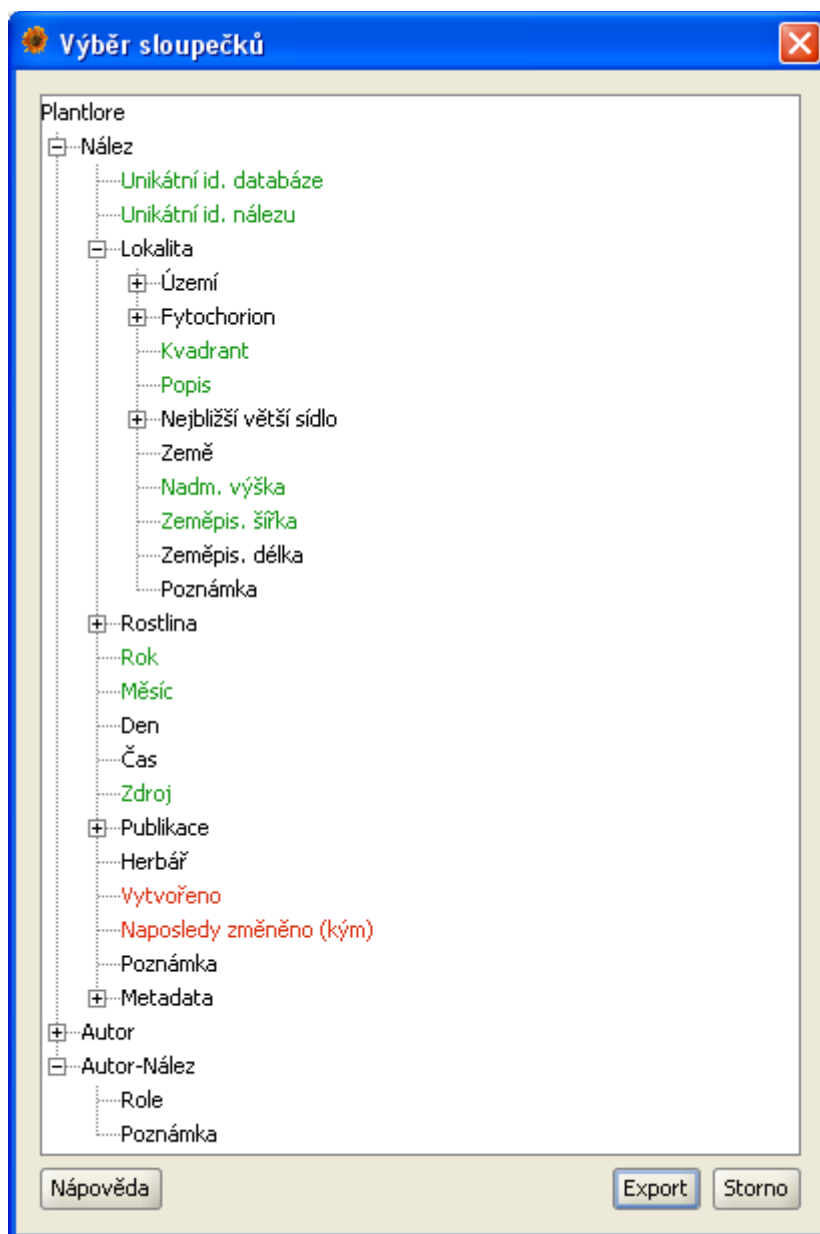 Výběr sloupečků
Plantlore
Nález
Unikátní id. databáze
Unikátní id. nálezu
Lokalita
Území
Fytochorion
Kvadrant
Popis
Nejbližší větší sídlo
Země
Nadm. výška
Zeměpis. šířka
Zeměpis. délka
Poznámka
Rostlina
Rok
Měsíc
Den
Čas
Zdroj
Publikace
Herbář
Vytvořeno
Naposledy změněno (kým)
Poznámka
Metadata
Autor
Autor-Nález
Role
Poznámka
Nápověda Export Storno